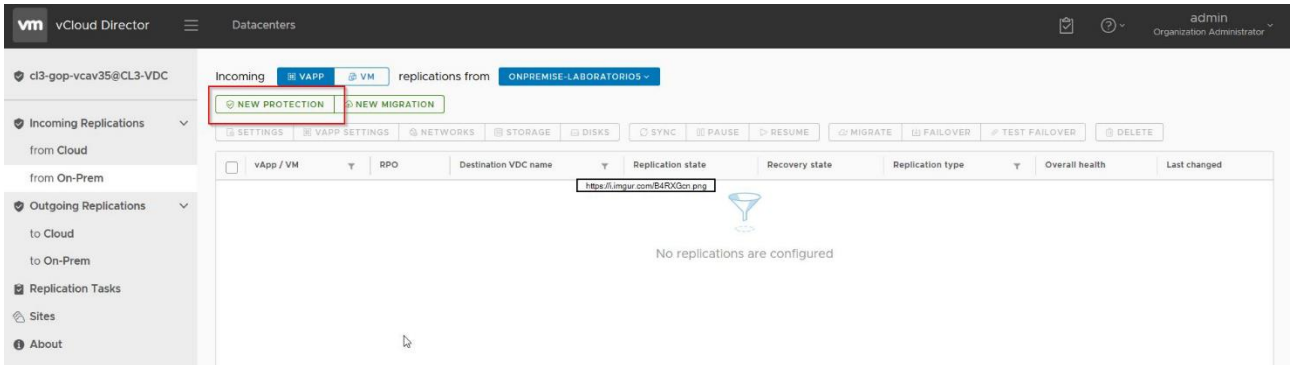 vm vCloud Director Datacenters admin
Organization Administrator
cl3-gop-vcav35@CL3-VDC
Incoming Replications
from Cloud
from On-Prem
Outgoing Replications
to Cloud
to On-Prem
Replication Tasks
Sites
About
Incoming VAPP VM replications from ONPREMISE-LABORATORIOS
NEW PROTECTION NEW MIGRATION
SETTINGS VAPP SETTINGS NETWORKS STORAGE DISKS SYNC PAUSE RESUME MIGRATE FAILOVER TEST FAILOVER DELETE
vApp / VM RPO Destination VDC name Replication state Recovery state Replication type Overall health Last changed
https://i.imgur.com/B4RXGcn.png
No replications are configured